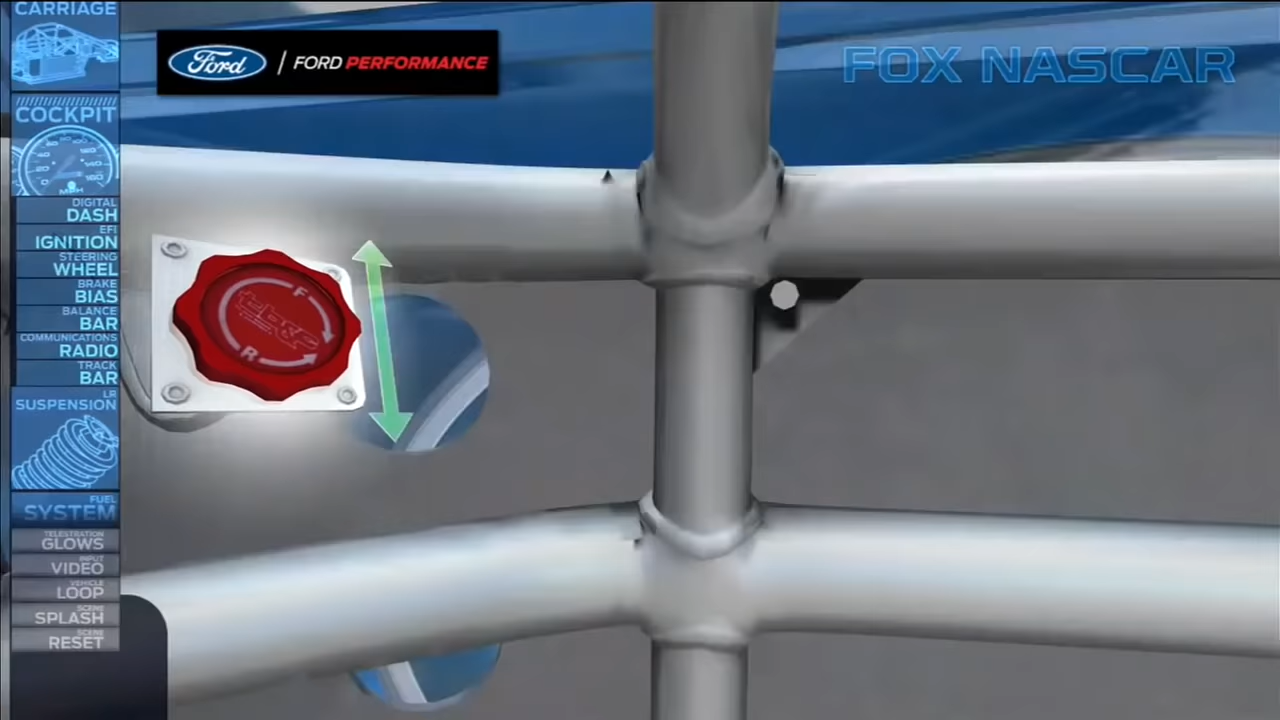 CARRIAGE
Ford / FORD PERFORMANCE
FOX NASCAR
COCKPIT
MPH
DIGITAL
DASH
EFI
IGNITION
STEERING
WHEEL
BRAKE
BIAS
BALANCE
BAR
COMMUNICATIONS
RADIO
TRACK
BAR
LR
SUSPENSION
FUEL
SYSTEM
TELESTRATION
GLOWS
INPUT
VIDEO
VEHICLE
LOOP
SCENE
SPLASH
SCENE
RESET
F
R